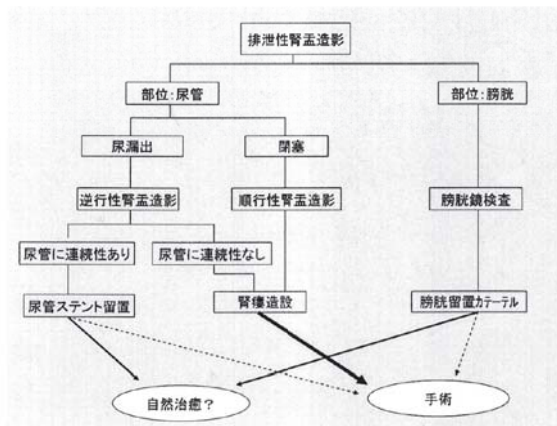 排泄性腎盂造影
部位:尿管
部位:膀胱
尿漏出
閉塞
逆行性腎盂造影
順行性腎盂造影
膀胱鏡検査
尿管に連続性あり
尿管に連続性なし
尿管ステント留置
腎瘻造設
膀胱留置カテーテル
自然治癒?
手術